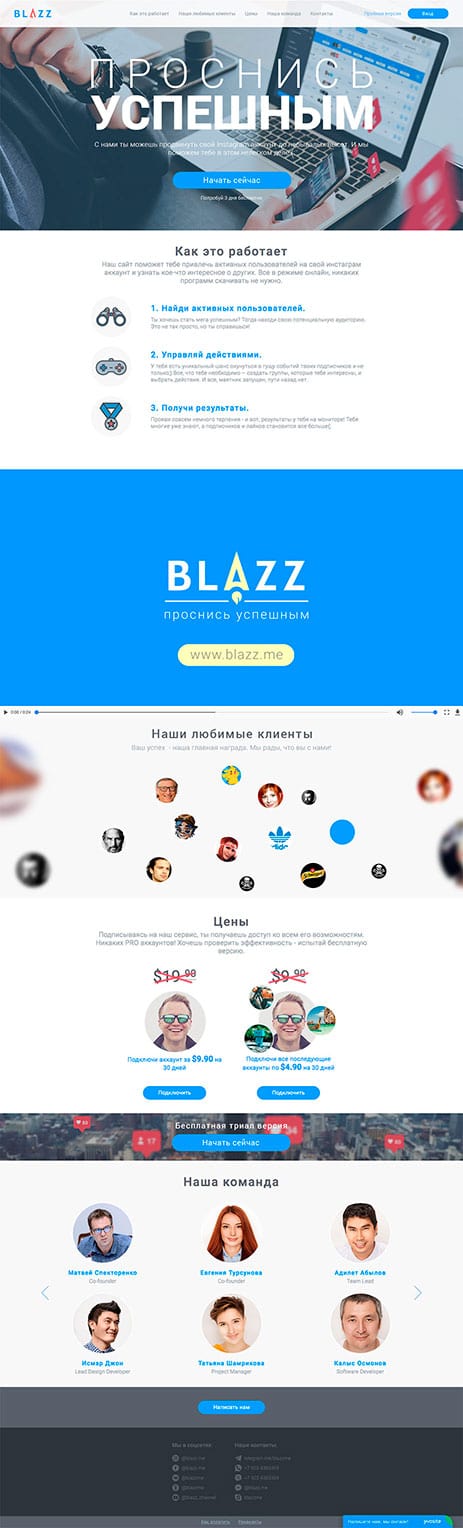 BLAZZ
Как это работает Наши любимые клиенты Цены Наша команда Контакты Пробная версия Вход
ПРОСНИСЬ
УСПЕШНЫМ
С нами ты можешь продвинуть свой Instagram аккаунт до небывалых высот. И мы
поможем тебе в этом нелегком деле.
Начать сейчас
Попробуй 3 дня бесплатно
Как это работает
Наш сайт поможет тебе привлечь активных пользователей на свой инстаграм
аккаунт и узнать кое-что интересное о других. Все в режиме онлайн, никаких
программ скачивать не нужно.
1. Найди активных пользователей.
Ты хочешь стать мега успешным? Тогда находи свою потенциальную аудиторию.
Это не так просто, но ты справишься!
2. Управляй действиями.
У тебя есть уникальный шанс окунуться в гущу событий твоих подписчиков и не
только;) Все, что тебе необходимо – создать группы, которые тебе интересны, и
выбрать действия. И все, маятник запущен, пути назад нет.
3. Получи результаты.
Прояви совсем немного терпения - и вот, результаты у тебя на мониторе! Тебя
многие уже знают, а подписчиков и лайков становится все больше;)
BLAZZ
проснись успешным
www.blazz.me
0:00 / 0:24
Наши любимые клиенты
Ваш успех - наша главная награда. Мы рады, что вы с нами!
Цены
Подписываясь на наш сервис, ты получаешь доступ ко всем его возможностям.
Никаких PRO аккаунтов! Хочешь проверить эффективность - испытай бесплатную
версию.
$19.90 $9.90
Подключи аккаунт за $9.90 на
30 дней
Подключи все последующие
аккаунты по $4.90 на 30 дней
Подключить Подключить
Бесплатная триал версия
17
Начать сейчас
Наша команда
Матвей Спекторенко Евгения Турсунова Адилет Абылов
Co-founder Co-founder Team Lead
Исмар Джон Татьяна Шамрикова Калыс Осмонов
Lead Design Developer Project Manager Software Developer
Написать нам
Мы в соцсетях: Наши контакты:
@blazz.me